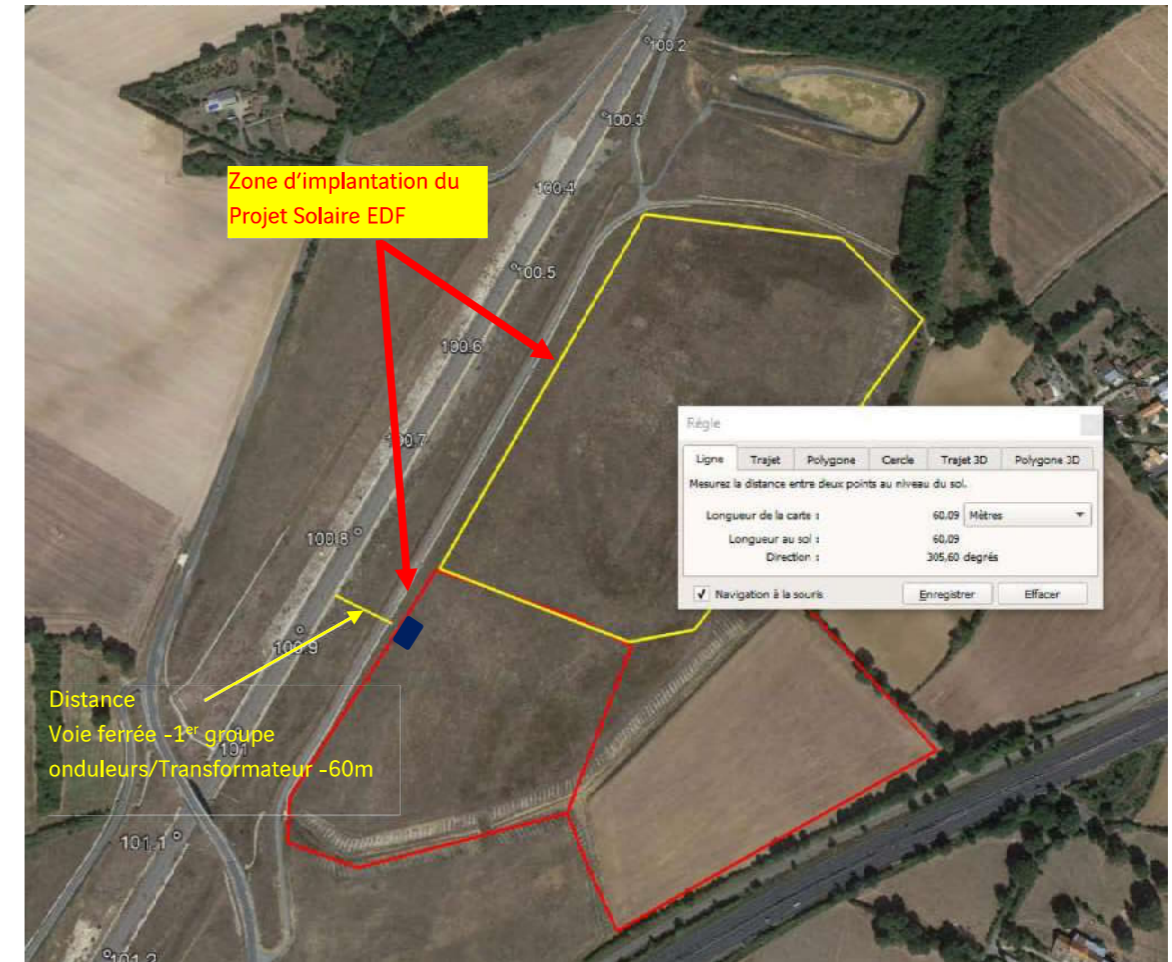 100.2
100.3
Zone d'implantation du
Projet Solaire EDF
100.4
100.5
100.6
Règle
Ligne Trajet Polygone Cercle Trajet 3D Polygone 3D
Mesurez la distance entre deux points au niveau du sol.
Longueur de la carte : 60,09 Mètres
Longueur au sol : 60,09
Direction : 305,60 degrés
Navigation à la souris Enregistrer Effacer
100.7
100.8
100.9
Distance
Voie ferrée -1er groupe
101
onduleurs/Transformateur -60m
101.1
101.2